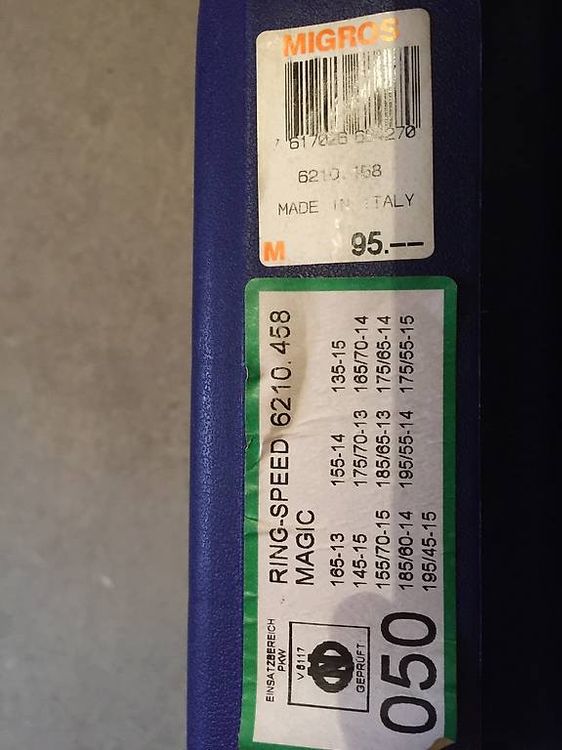 MIGROS
7 617026
6210.458
MADE IN ITALY
M 95.--
RING-SPEED 6210.458
MAGIC
165-13 155-14 135-15
145-15 175/70-13 165/70-14
155/70-15 185/65-13 175/65-14
185/60-14 195/55-14 175/55-15
195/45-15
EINSATZBEREICH
PKW
V5117
GEPRÜFT
050